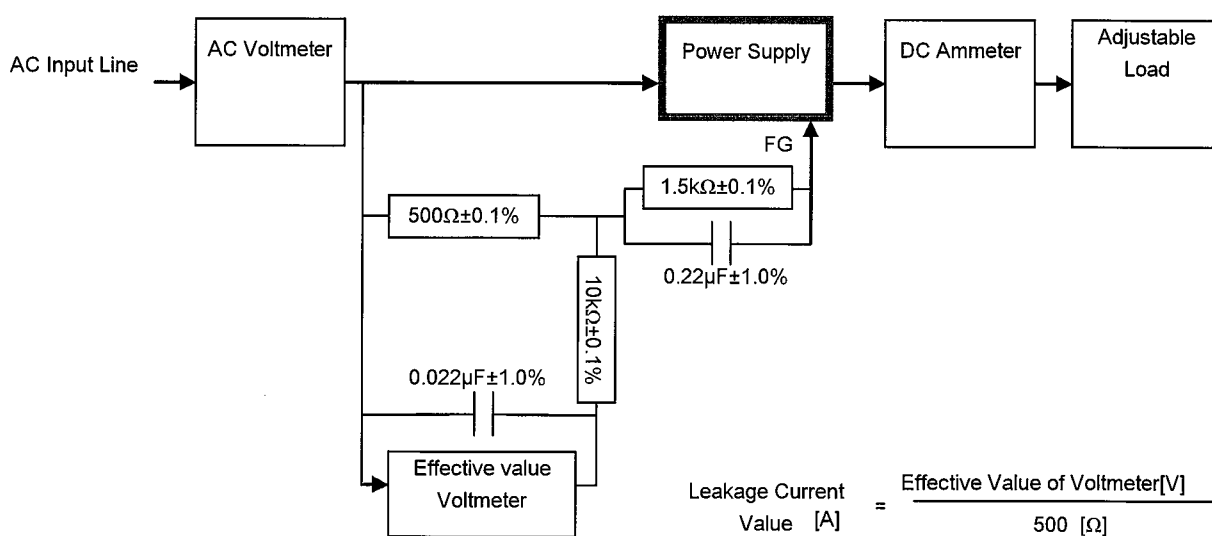 AC Input Line
AC Voltmeter
Power Supply
DC Ammeter
Adjustable
Load
FG
1.5kΩ±0.1%
500Ω±0.1%
0.22µF±1.0%
10kΩ±0.1%
0.022µF±1.0%
Effective value
Voltmeter
Leakage Current
Value [A]
=
Effective Value of Voltmeter[V]
500 [Ω]